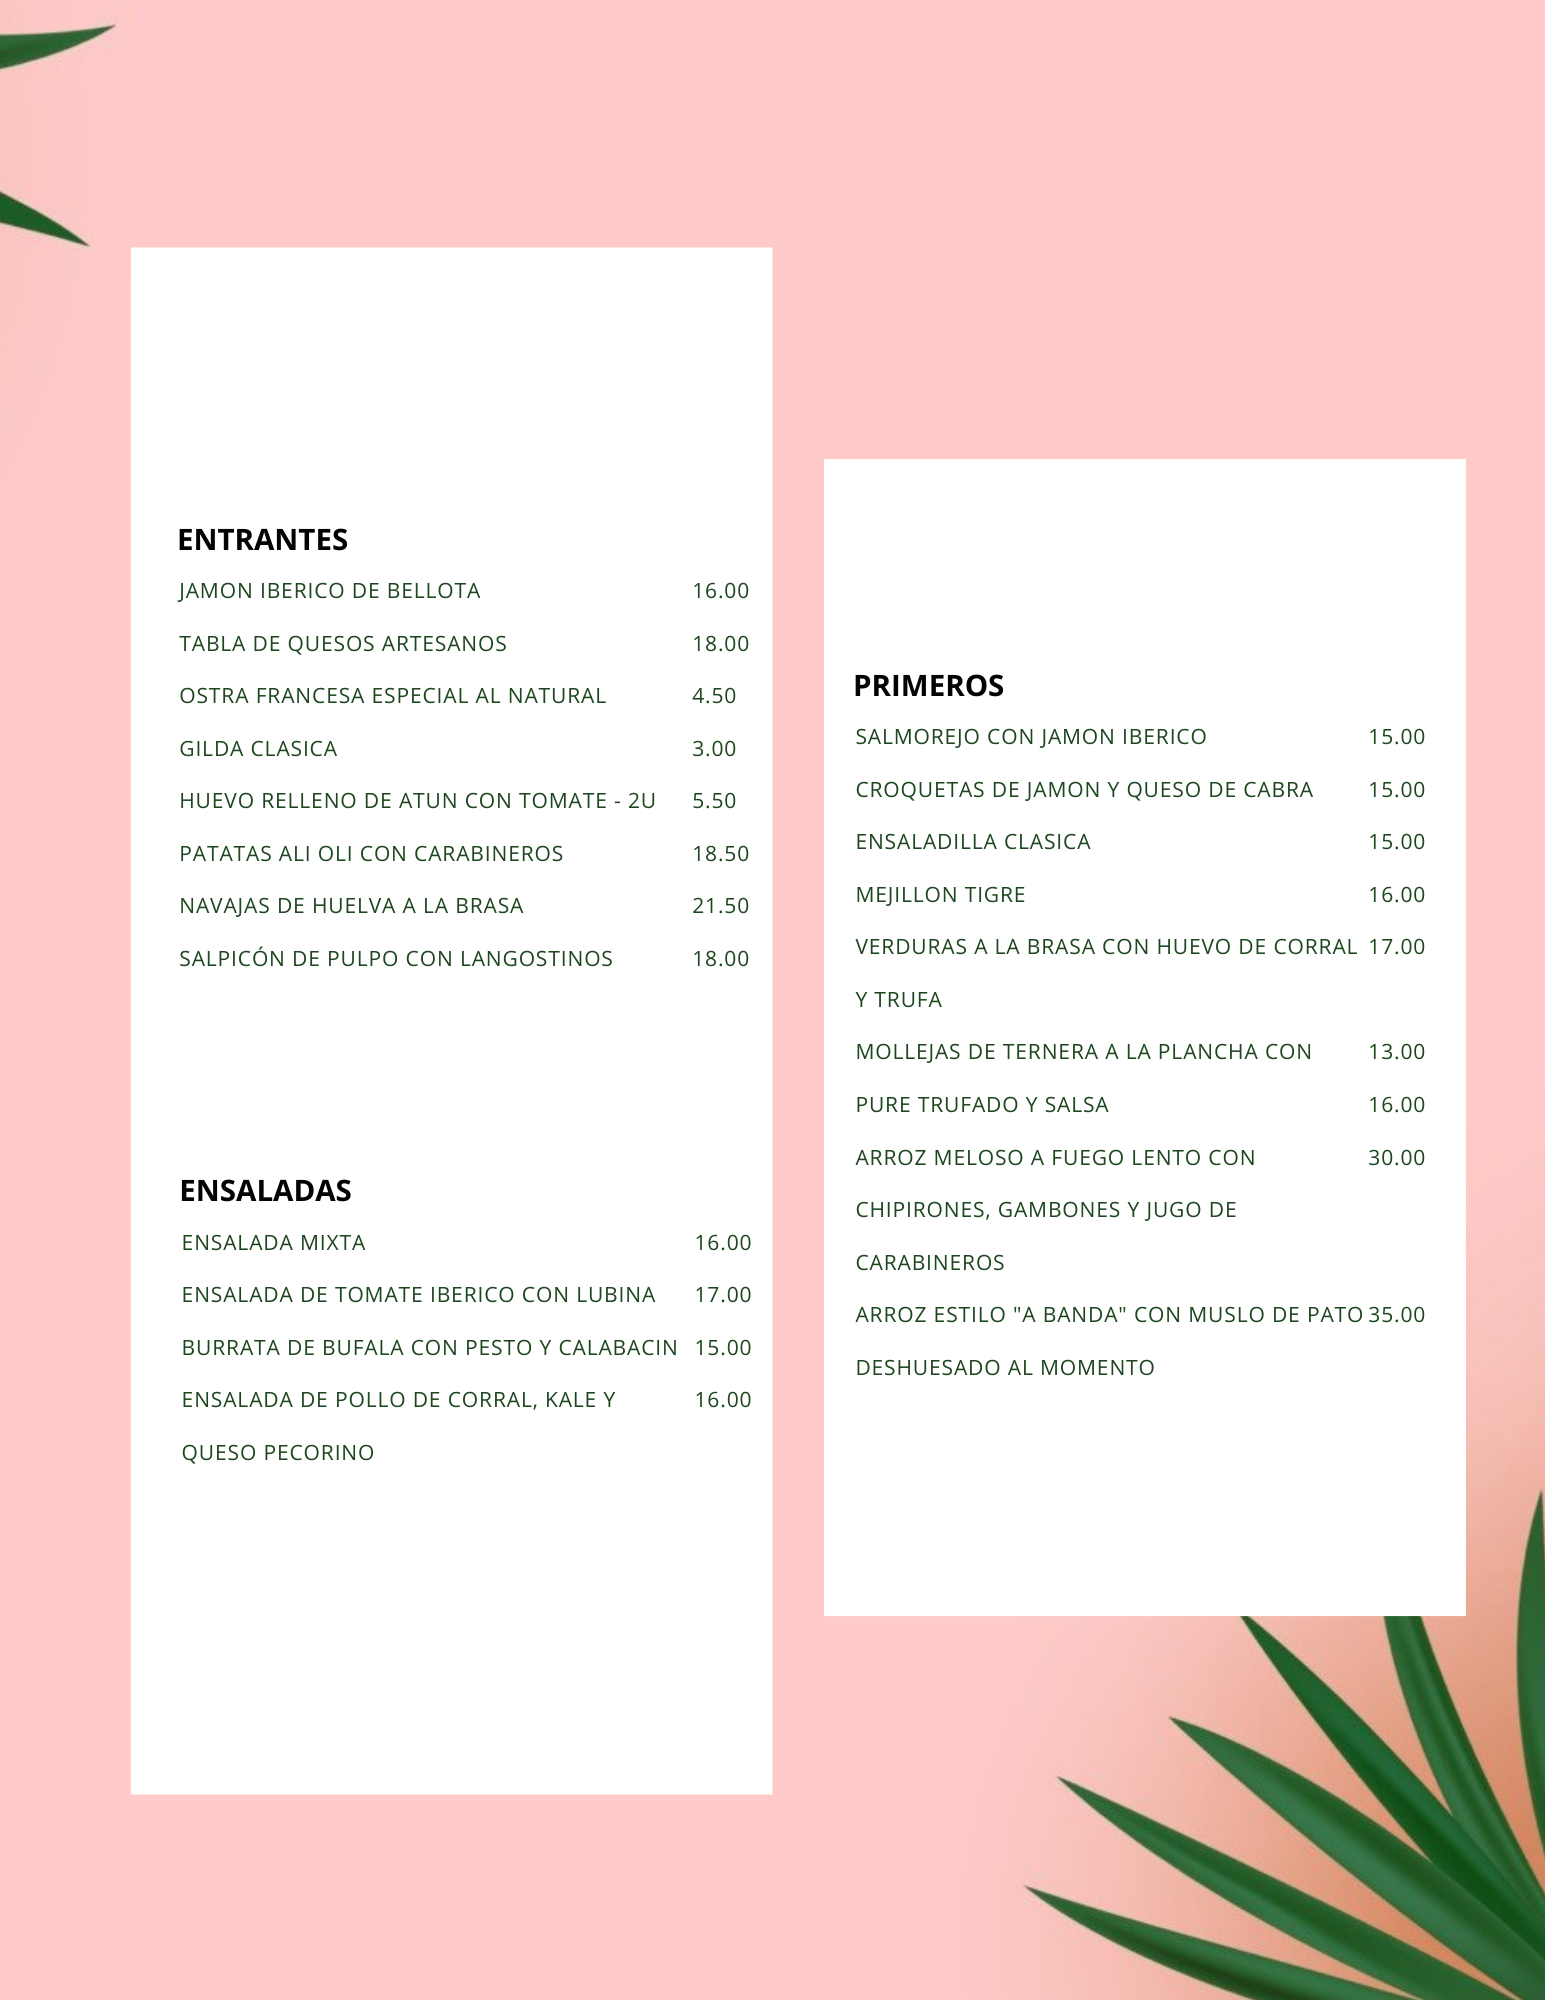 ENTRANTES
JAMON IBERICO DE BELLOTA 16.00
TABLA DE QUESOS ARTESANOS 18.00
OSTRA FRANCESA ESPECIAL AL NATURAL 4.50
GILDA CLASICA 3.00
HUEVO RELLENO DE ATUN CON TOMATE - 2U 5.50
PATATAS ALI OLI CON CARABINEROS 18.50
NAVAJAS DE HUELVA A LA BRASA 21.50
SALPICÓN DE PULPO CON LANGOSTINOS 18.00
ENSALADAS
ENSALADA MIXTA 16.00
ENSALADA DE TOMATE IBERICO CON LUBINA 17.00
BURRATA DE BUFALA CON PESTO Y CALABACIN 15.00
ENSALADA DE POLLO DE CORRAL, KALE Y 16.00
QUESO PECORINO
PRIMEROS
SALMOREJO CON JAMON IBERICO 15.00
CROQUETAS DE JAMON Y QUESO DE CABRA 15.00
ENSALADILLA CLASICA 15.00
MEJILLON TIGRE 16.00
VERDURAS A LA BRASA CON HUEVO DE CORRAL 17.00
Y TRUFA
MOLLEJAS DE TERNERA A LA PLANCHA CON 13.00
PURE TRUFADO Y SALSA 16.00
ARROZ MELOSO A FUEGO LENTO CON 30.00
CHIPIRONES, GAMBONES Y JUGO DE
CARABINEROS
ARROZ ESTILO "A BANDA" CON MUSLO DE PATO 35.00
DESHUESADO AL MOMENTO